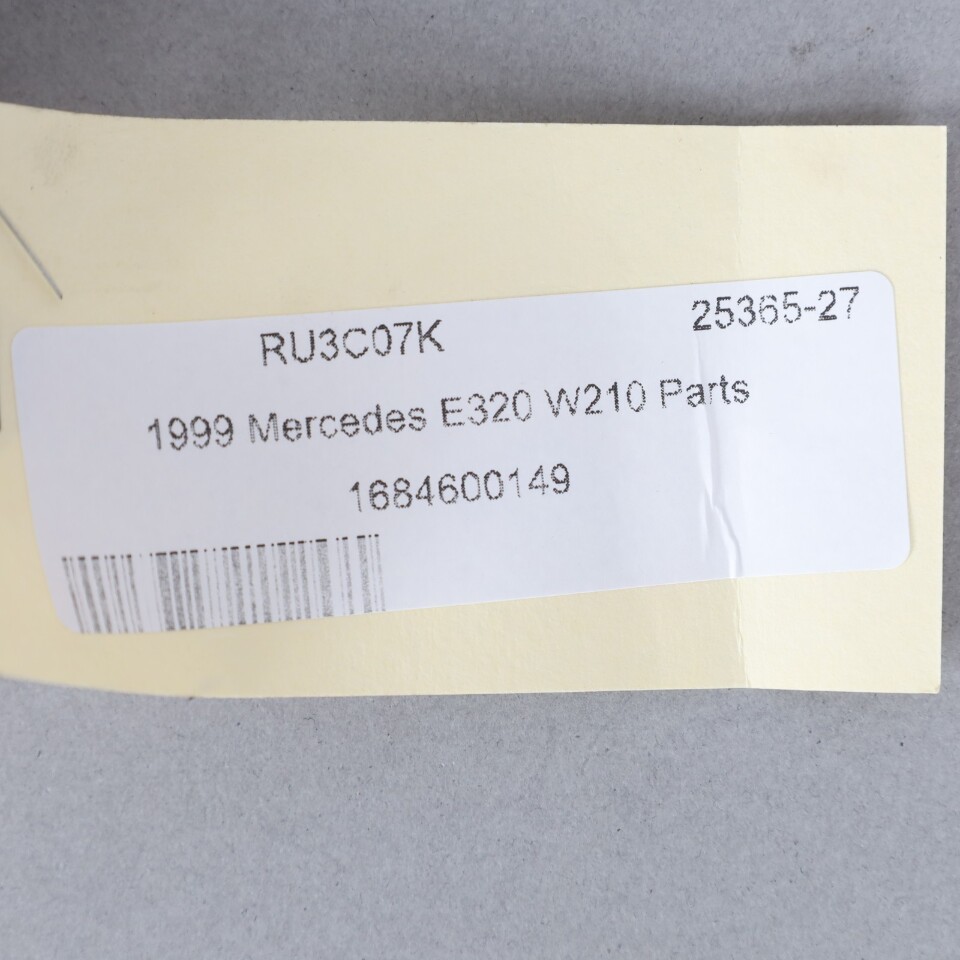 RU3C07K 25365-27
1999 Mercedes E320 W210 Parts
1684600149